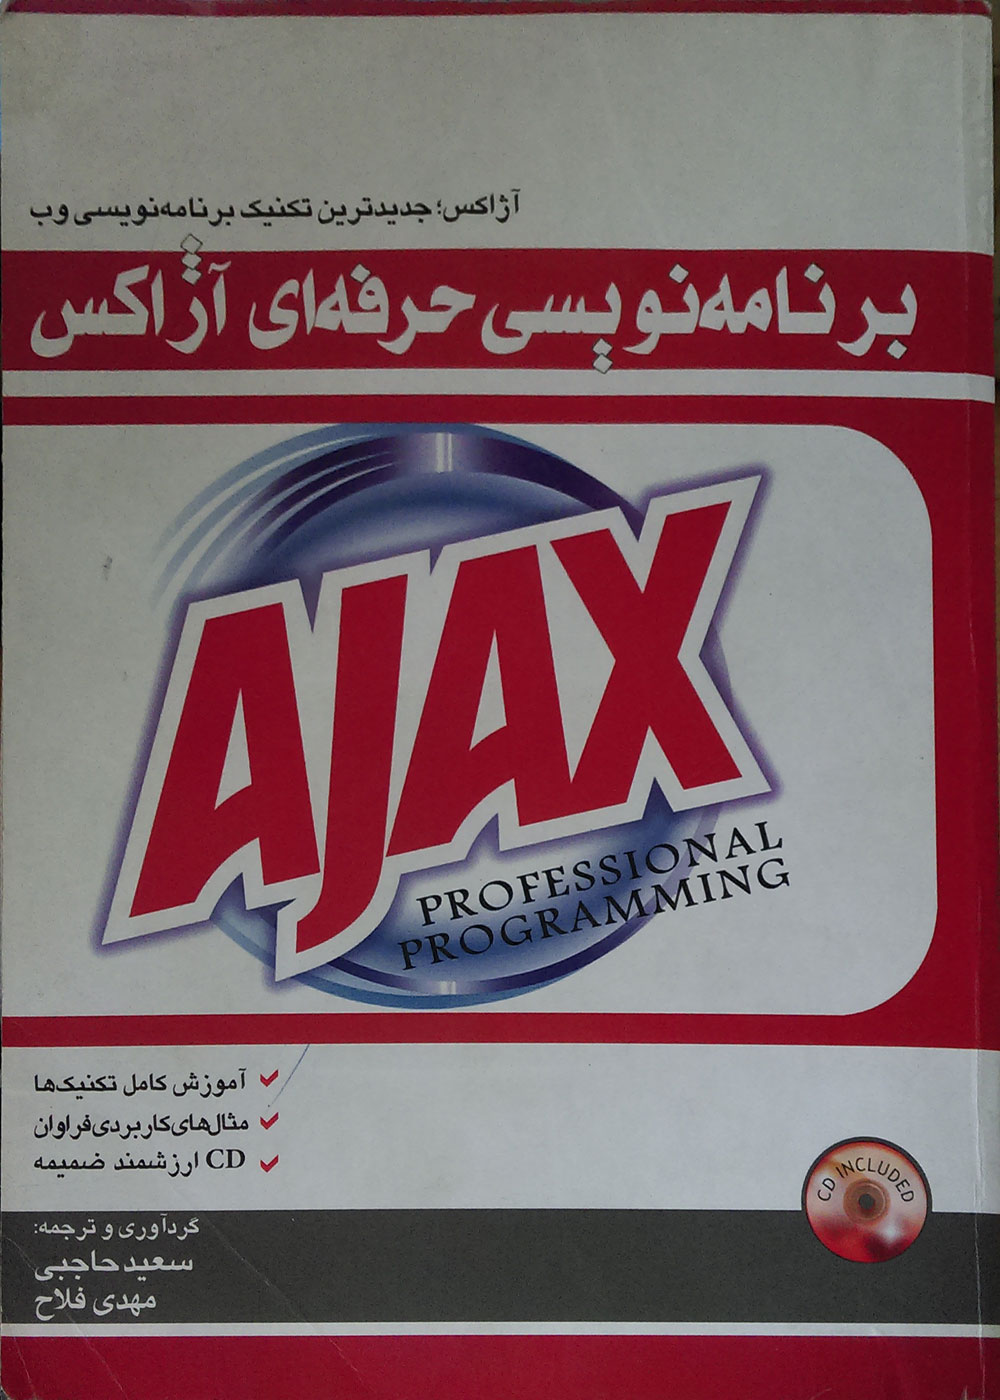 آژاکس؛ جدیدترین تکنیک برنامه‌نویسی وب
برنامه‌نویسی حرفه‌ای آژاکس
AJAX
PROFESSIONAL
PROGRAMMING
آموزش کامل تکنیک‌ها
مثال‌های کاربردی فراوان
CD ارزشمند ضمیمه
CD INCLUDED
گردآوری و ترجمه:
سعید حاجبی
مهدی فلاح